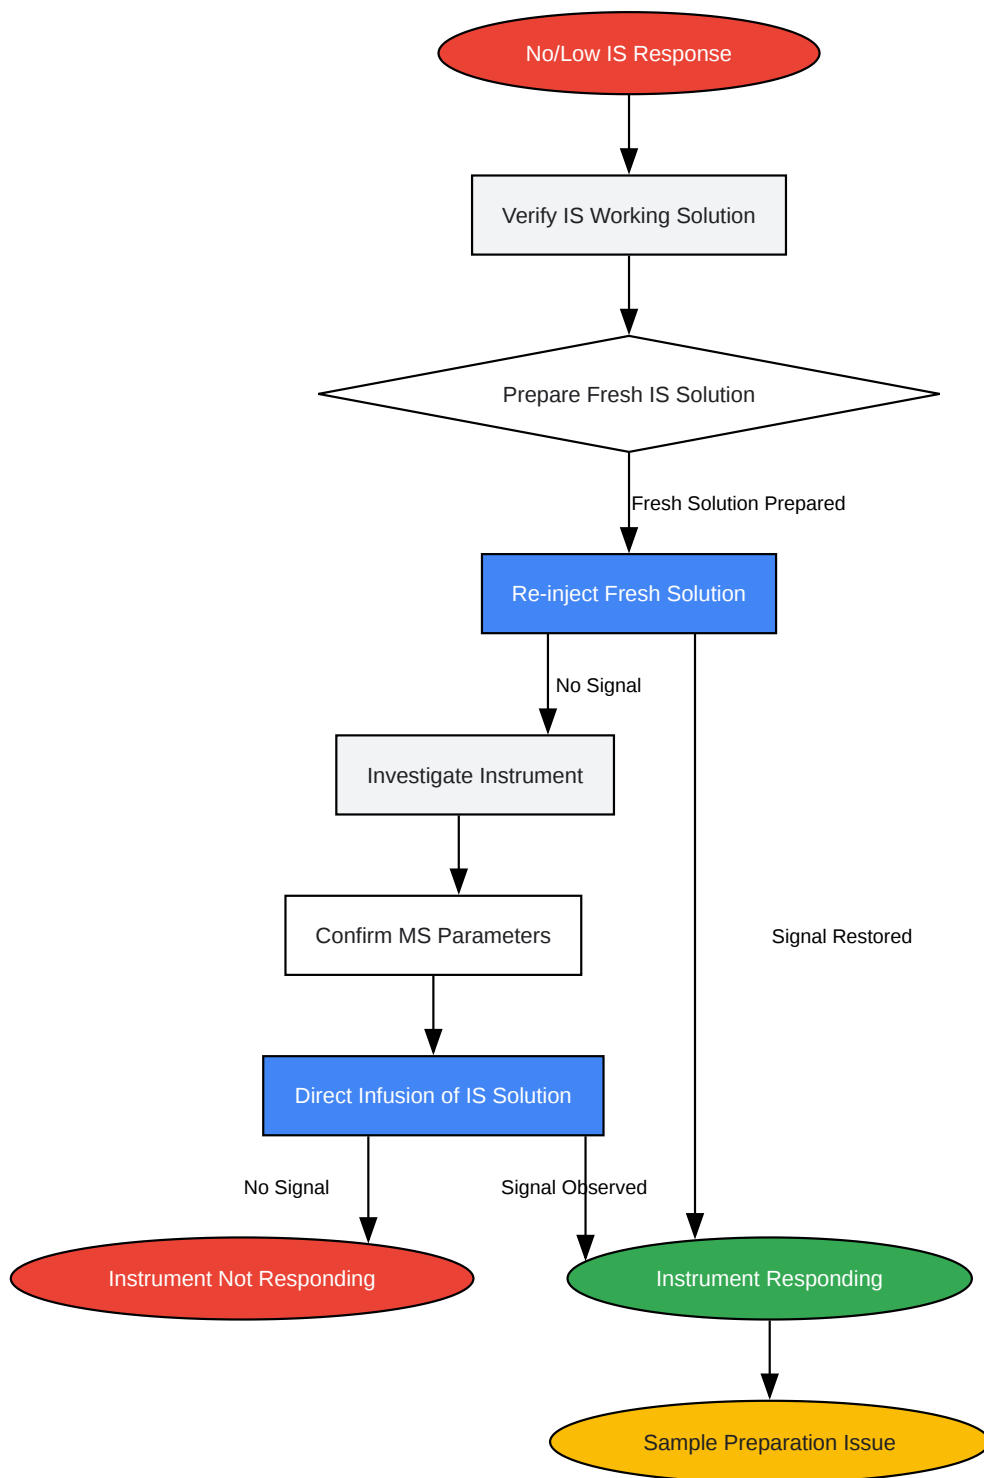 No/Low IS Response
Verify IS Working Solution
Prepare Fresh IS Solution
Fresh Solution Prepared
Re-inject Fresh Solution
No Signal
Investigate Instrument
Confirm MS Parameters
Signal Restored
Direct Infusion of IS Solution
No Signal
Signal Observed
Instrument Not Responding
Instrument Responding
Sample Preparation Issue